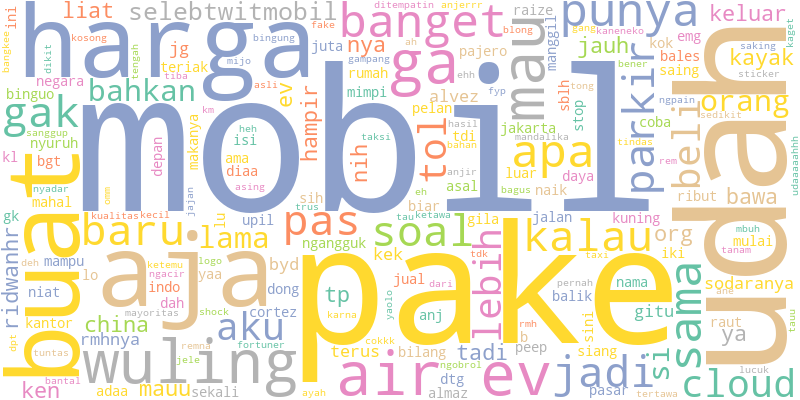 harga
liat
selebtwitmobil
banget
punya
keluar
mobil
udah
pake
buat
aja
wuling
air ev
jadi
cloud
gak
bahkan
jg
nya
ga
mau
jauh
kayak
orang
parkir
beli
bawa
apa
tol
nih
hampir
ev
teriak
negara
binguo
nyuruh
kl
bgt
mahal
gk
baru
lama
pas
soal
kalau
sama
lebih
org
aku
china
rmhnya
kantor
ridwanhr
niat
mampu
ken
mauu
adaa
sekali
terus
tp
anj
jual
bilang
tadi
peep
dtg
almaz
pasar
siang
si
ya
raut
mulai
sodaranya
gitu
nama
sini
balik
jalan
kuning
iki
ribut
naik
luar
daya
coba
saing
bales
emg
kok
rumah
mimpi
juta
pajero
alvez
pelan
tdi
jakarta
stop
sblh
manggil
raize
makanya
depan
isi
diaa
ama
sih
biar
asal
gila
upil
lu
ngangguk
kek
byd
dong
cortez
indo
dah
yaa
lo
ini
kosong
fake
bingung
ditempatin
anjerrr
blong
gang
kaneneko
bener
saking
kaget
sticker
ngpain
sedikit
tong
tindas
rem
udaaaaahhh
mbuh
tanam
tauu
ane
lucuk
tertawa
rmh
b
tdk
taxi
pernah
dari
ngobrol
cokkk
karna
yaolo
tau
ketawa
eh
anjir
bahan
hasil
mandalika
bagus
taksi
km
heh
asing
jajan
trus
kecil
kualitas
oom
nyadar
sanggup
dikit
bangkee
tengah
tiba
mijo
asli
gampang
ah
ehh
fyp
deh
dpt
tuntas
bantal
mayoritas
ngacir
ketemu
logo
shock
remna
jele
fortuner
ayah